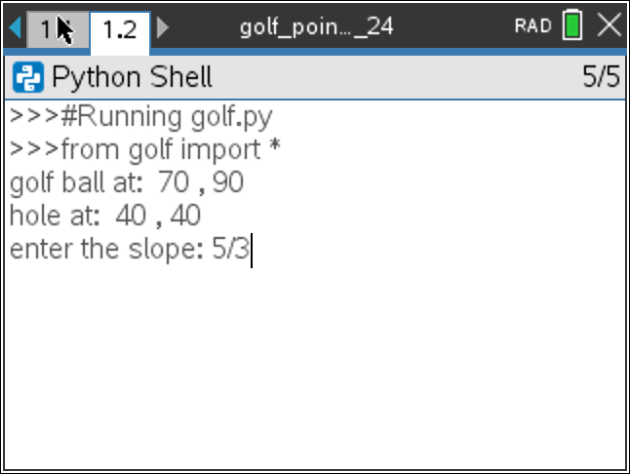 1
1.2
golf_poin…_24
RAD
Python Shell
5/5
>>>#Running golf.py
>>>from golf import *
golf ball at:  70 , 90
hole at:  40 , 40
enter the slope: 5/3